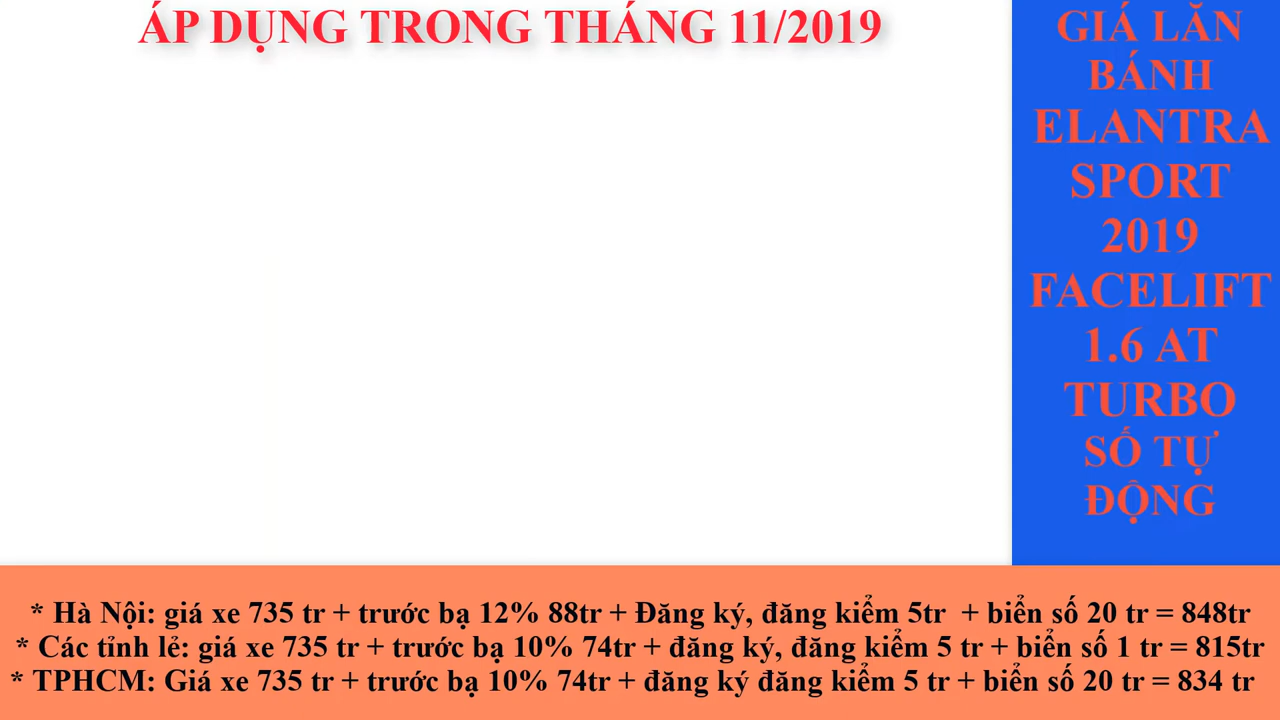 ÁP DỤNG TRONG THÁNG 11/2019
GIÁ LĂN
BÁNH
ELANTRA
SPORT
2019
FACELIFT
1.6 AT
TURBO
SỐ TỰ
ĐỘNG
* Hà Nội: giá xe 735 tr + trước bạ 12% 88tr + Đăng ký, đăng kiểm 5tr + biển số 20 tr = 848tr
* Các tỉnh lẻ: giá xe 735 tr + trước bạ 10% 74tr + đăng ký, đăng kiểm 5 tr + biển số 1 tr = 815tr
* TPHCM: Giá xe 735 tr + trước bạ 10% 74tr + đăng ký đăng kiểm 5 tr + biển số 20 tr = 834 tr